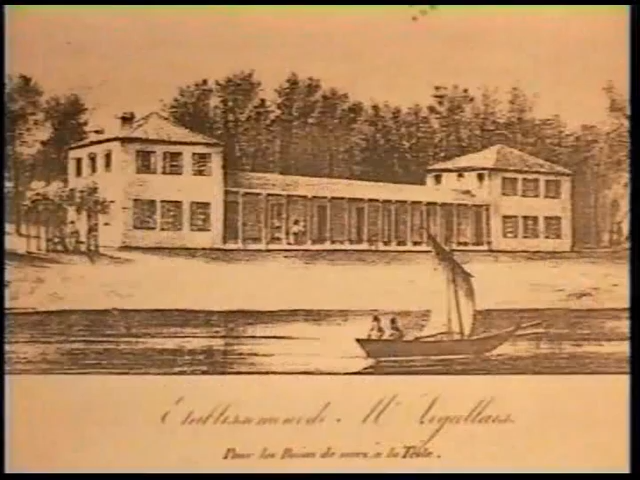 Etablissement de Mr Legallais
Pour les Bains de mer, à la Teste.